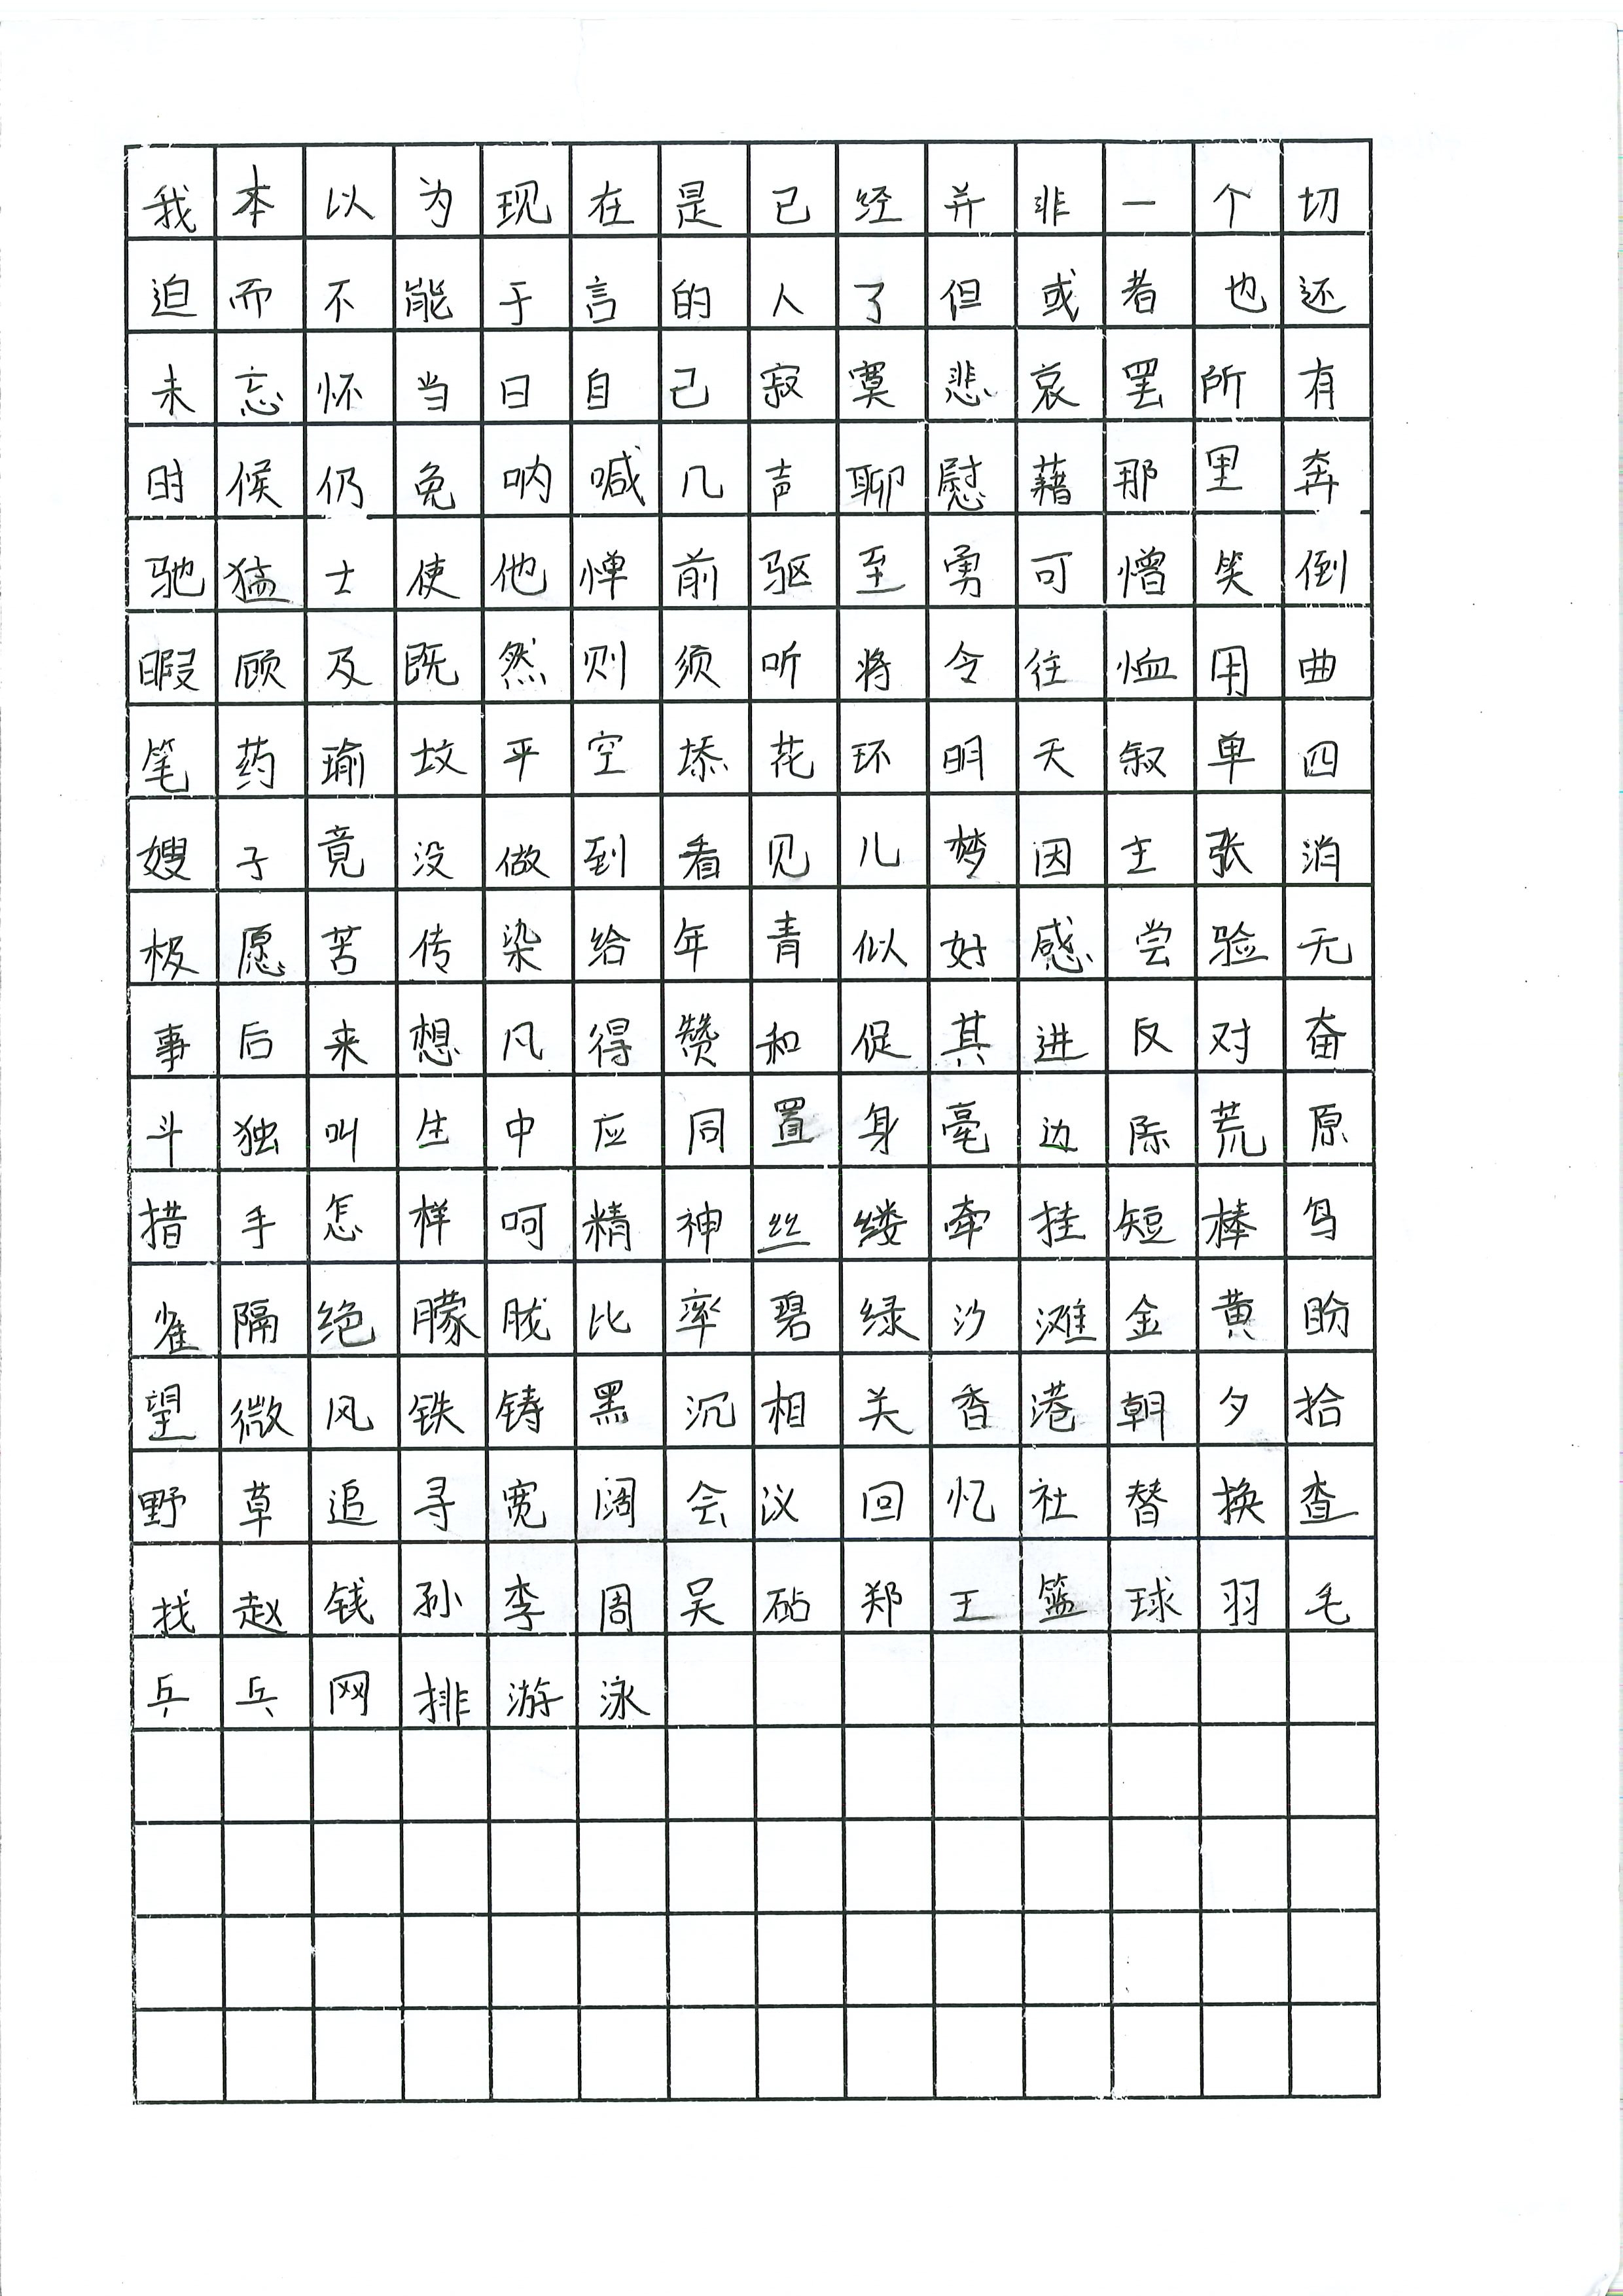 我本以为现在是已经并非一个切
迫而不能于言的人了但或者也还
未忘怀当日自己寂寞悲哀罢所有
时候仍免呐喊几声聊慰藉那里奔
驰猛士使他惮前驱至勇可憎笑倒
暇顾及既然则须听将令往恤用曲
笔药瑜坟平空添花环明天叙单四
嫂子竟没做到看见儿梦因主张消
极愿苦传染给年青似好感尝验无
事后来想凡得赞和促其进反对奋
斗独叫生中应同置身毫边际荒原
措手怎样呵精神丝缕牵挂短棒鸟
雀隔绝朦胧比率碧绿沙滩金黄盼
望微风铁铸黑沉相关香港朝夕拾
野草追寻宽阔会议回忆社替换查
找赵钱孙李周吴砧郑王篮球羽毛
乒乓网排游泳